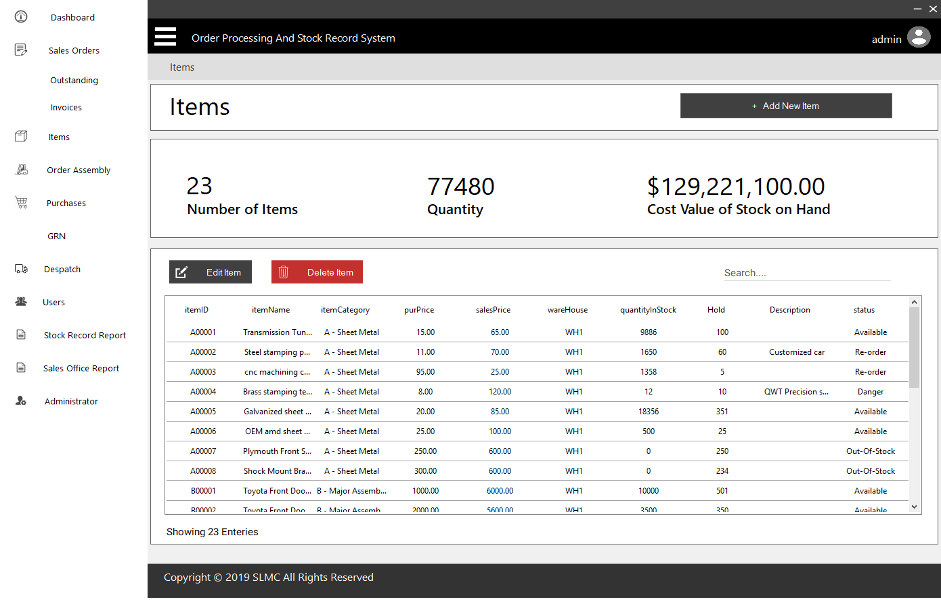 Dashboard
Sales Orders
Outstanding
Invoices
Items
Order Assembly
Purchases
GRN
Despatch
Users
Stock Record Report
Sales Office Report
Administrator
Order Processing And Stock Record System
admin
Items
Items
+ Add New Item
23
Number of Items
77480
Quantity
$129,221,100.00
Cost Value of Stock on Hand
Edit Item
Delete Item
Search....
itemID itemName itemCategory purPrice salesPrice wareHouse quantityInStock Hold Description status
A00001 Transmission Tun... A - Sheet Metal 15.00 65.00 WH1 9886 100 Available
A00002 Steel stamping p... A - Sheet Metal 11.00 70.00 WH1 1650 60 Customized car Re-order
A00003 cnc machining c... A - Sheet Metal 95.00 25.00 WH1 1358 5 Re-order
A00004 Brass stamping te... A - Sheet Metal 8.00 120.00 WH1 12 10 QWT Precision s... Danger
A00005 Galvanized sheet ... A - Sheet Metal 20.00 85.00 WH1 18356 351 Available
A00006 OEM amd sheet ... A - Sheet Metal 25.00 100.00 WH1 500 25 Available
A00007 Plymouth Front S... A - Sheet Metal 250.00 600.00 WH1 0 250 Out-Of-Stock
A00008 Shock Mount Bra... A - Sheet Metal 300.00 600.00 WH1 0 234 Out-Of-Stock
B00001 Toyota Front Doo... B - Major Assemb... 1000.00 6000.00 WH1 10000 501 Available
B00002 Toyota Front Doo... B - Major Assemb... 2000.00 5600.00 WH1 3500 350 Available
Showing 23 Enteries
Copyright © 2019 SLMC All Rights Reserved